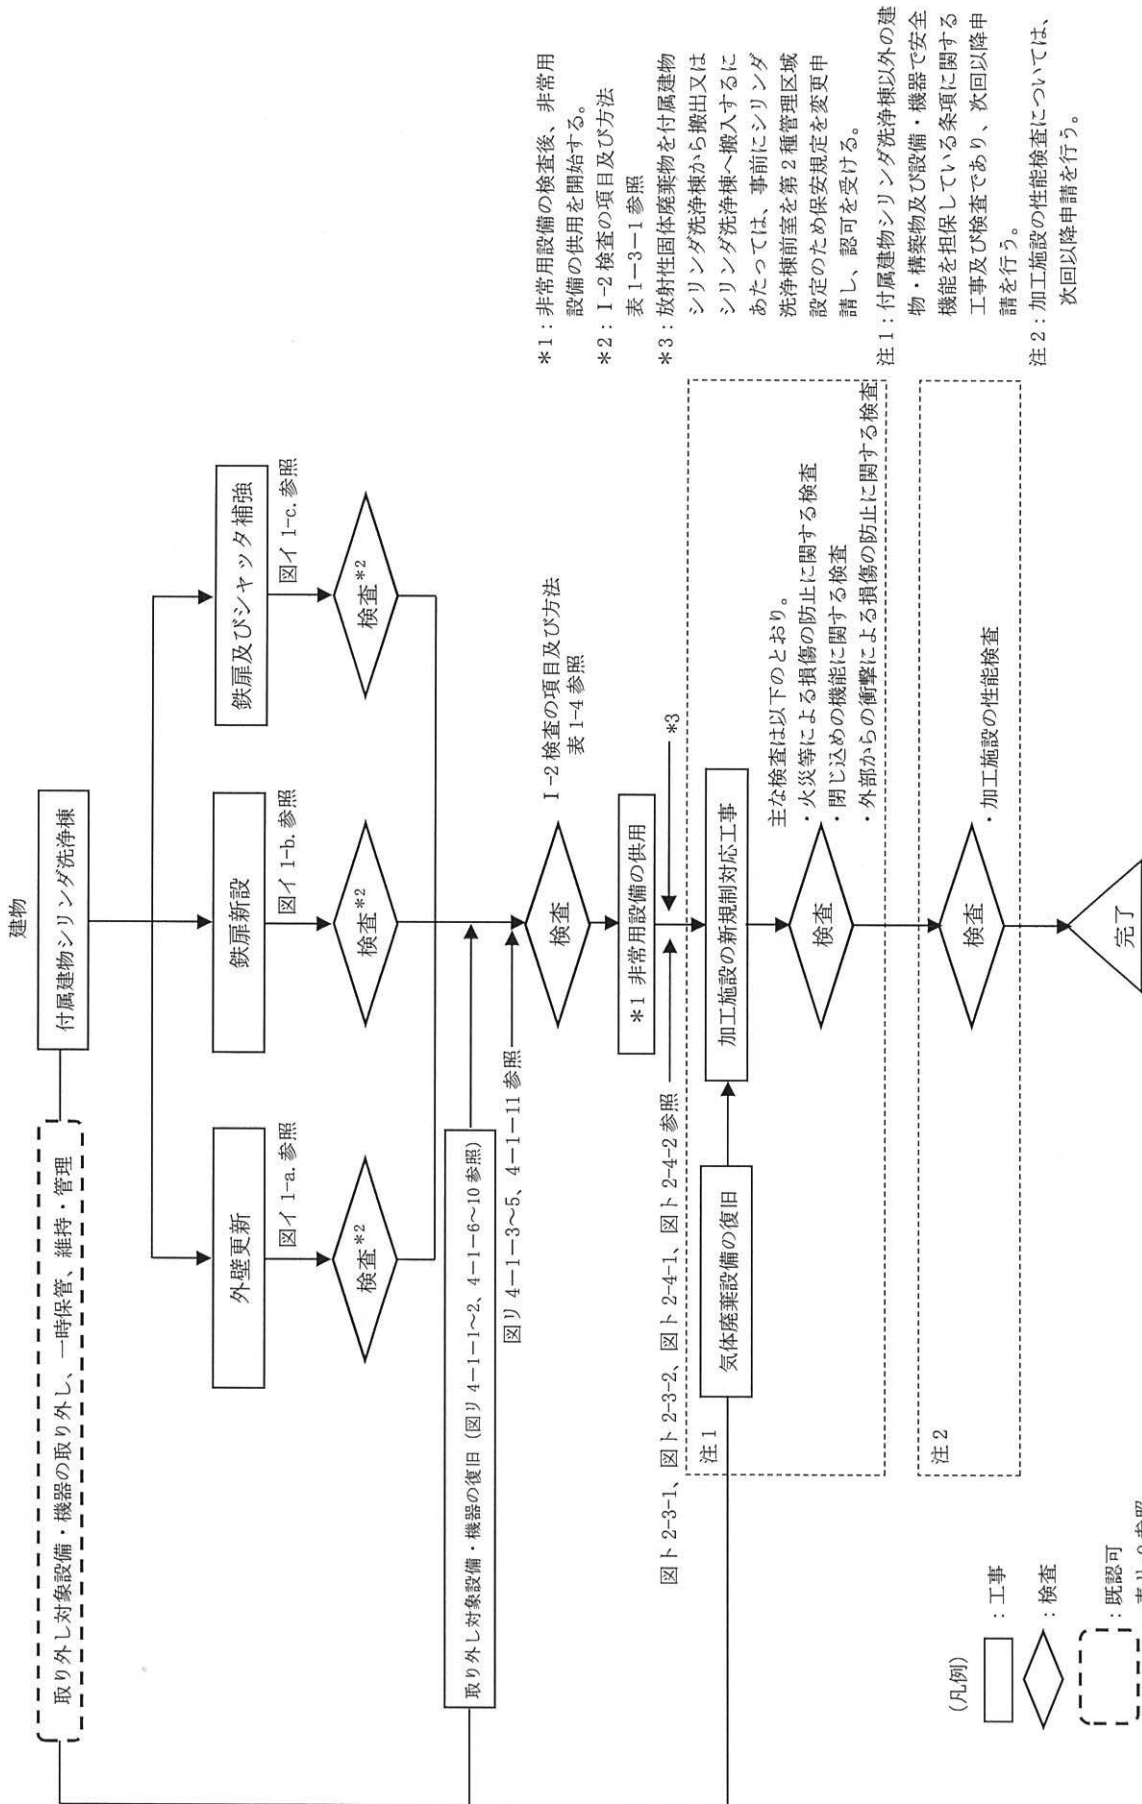 建物
付属建物シリンダ洗浄棟
取り外し対象設備・機器の取り外し、一時保管、維持・管理
外壁更新
図イ 1-a. 参照
検査*2
鉄扉新設
図イ 1-b. 参照
検査*2
鉄扉及びシャッタ補強
図イ 1-c. 参照
検査*2
取り外し対象設備・機器の復旧（図リ 4-1-1～2、4-1-6～10 参照）
図リ 4-1-3～5、4-1-11 参照
検査
I-2 検査の項目及び方法
表 1-4 参照
*1 非常用設備の供用
*3
図ト 2-3-1、図ト 2-3-2、図ト 2-4-1、図ト 2-4-2 参照
注 1
気体廃棄設備の復旧
加工施設の新規制対応工事
検査
主な検査は以下のとおり。
・火災等による損傷の防止に関する検査
・閉じ込めの機能に関する検査
・外部からの衝撃による損傷の防止に関する検査
注 2
検査
・加工施設の性能検査
完了
*1：非常用設備の検査後、非常用
設備の供用を開始する。
*2：I-2 検査の項目及び方法
表 1-3-1 参照
*3：放射性固体廃棄物を付属建物
シリンダ洗浄棟から搬出又は
シリンダ洗浄棟へ搬入するに
あたっては、事前にシリンダ
洗浄棟前室を第 2 種管理区域
設定のため保安規定を変更申
請し、認可を受ける。
注 1：付属建物シリンダ洗浄棟以外の建
物・構築物及び設備・機器で安全
機能を担保している条項に関する
工事及び検査であり、次回以降申
請を行う。
注 2：加工施設の性能検査については、
次回以降申請を行う。
(凡例)
：工事
：検査
：既認可